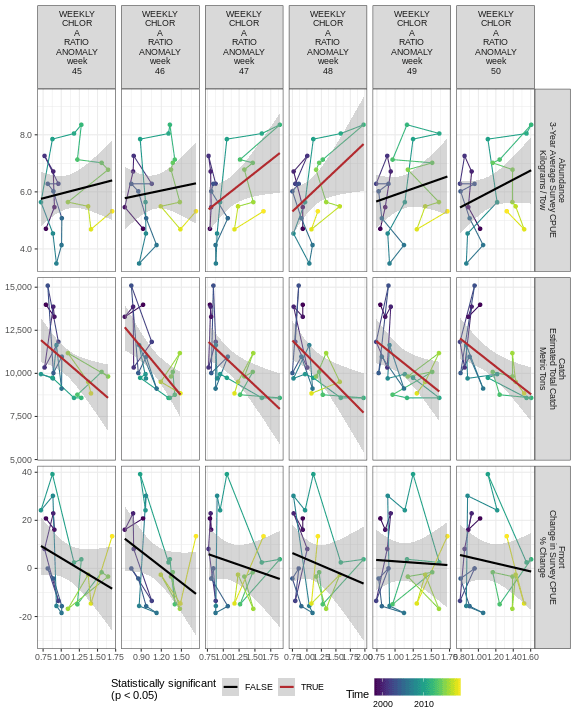 WEEKLY
CHLOR
A
RATIO
ANOMALY
week
45
WEEKLY
CHLOR
A
RATIO
ANOMALY
week
46
WEEKLY
CHLOR
A
RATIO
ANOMALY
week
47
WEEKLY
CHLOR
A
RATIO
ANOMALY
week
48
WEEKLY
CHLOR
A
RATIO
ANOMALY
week
49
WEEKLY
CHLOR
A
RATIO
ANOMALY
week
50
8.0
6.0
4.0
Abundance
3-Year Average Survey CPUE
Kilograms / Tow
15,000
12,500
10,000
7,500
5,000
Catch
Estimated Total Catch
Metric Tons
40
20
0
-20
Fmort
Change in Survey CPUE
% Change
0.75 1.00 1.25 1.50 1.75
0.90 1.20 1.50
0.75 1.00 1.25 1.50 1.75
0.75 1.00 1.25 1.50 1.75 2.00
0.75 1.00 1.25 1.50 1.75
0.80 1.00 1.20 1.40 1.60
Statistically significant
(p < 0.05)
FALSE
TRUE
Time
2000
2010